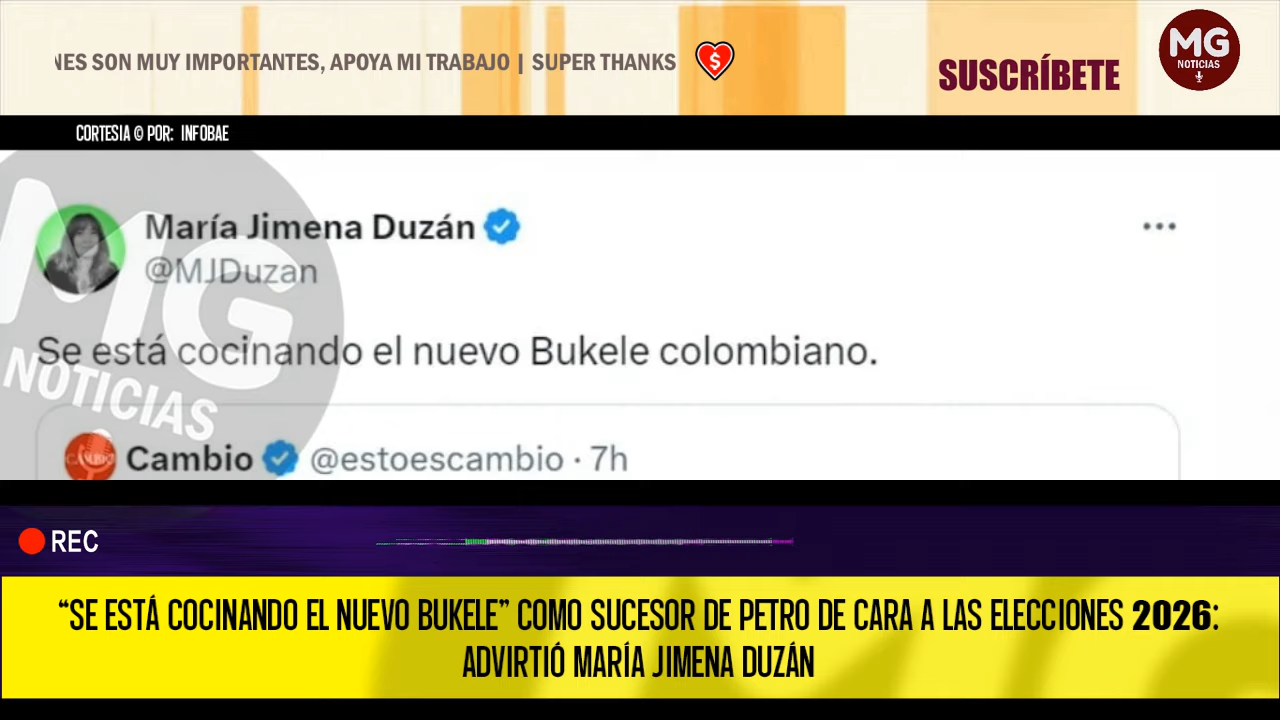 NES SON MUY IMPORTANTES, APOYA MI TRABAJO | SUPER THANKS
SUSCRÍBETE
MG
NOTICIAS
CORTESIA © POR: INFOBAE
María Jimena Duzán
@MJDuzan
Se está cocinando el nuevo Bukele colombiano.
MG
NOTICIAS
Cambio @estoescambio · 7h
REC
“SE ESTÁ COCINANDO EL NUEVO BUKELE” COMO SUCESOR DE PETRO DE CARA A LAS ELECCIONES 2026:
ADVIRTIÓ MARÍA JIMENA DUZÁN